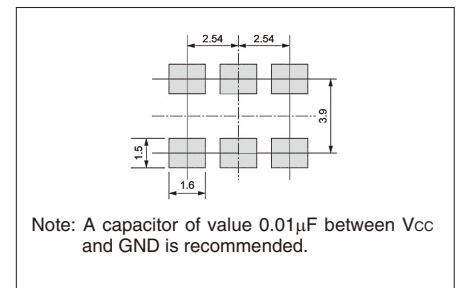 2.54 2.54
3.9
1.5
1.6
Note: A capacitor of value 0.01μF between Vcc
and GND is recommended.